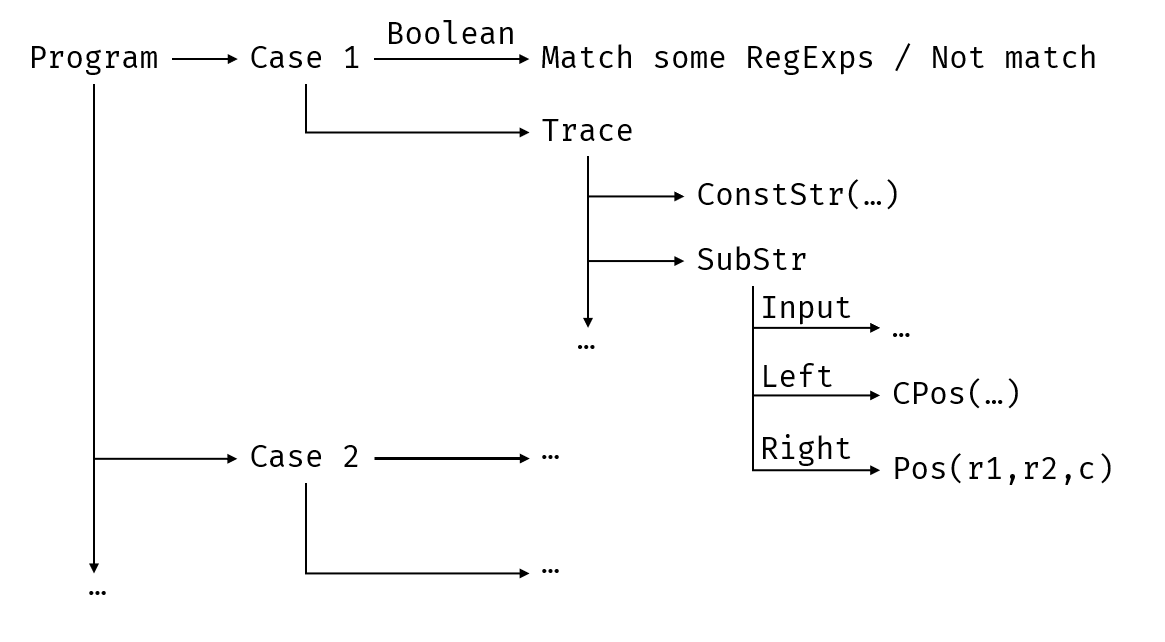 Boolean
Program Case 1 Match some RegExps / Not match
Trace
ConstStr(…)
SubStr
Input
…
…
Left
CPos(…)
Right
Case 2 …
Pos(r1,r2,c)
…
…